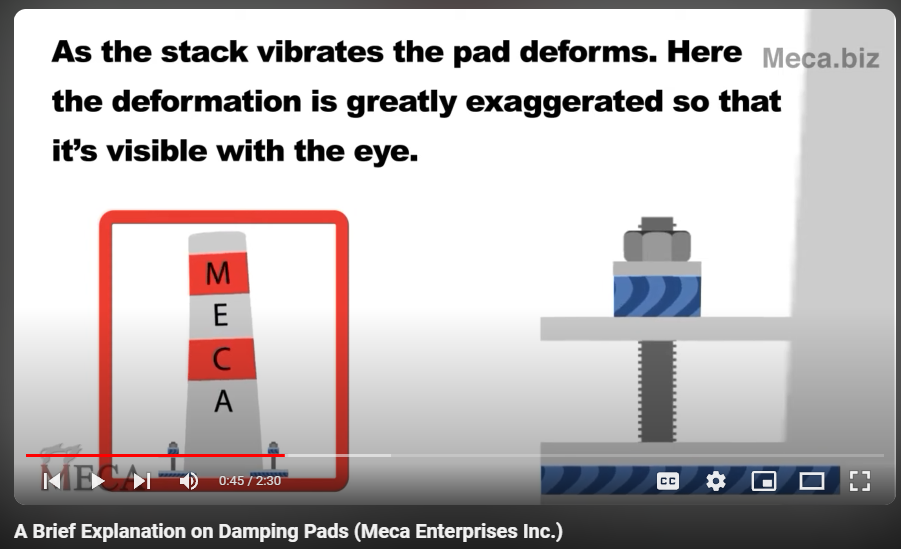 As the stack vibrates the pad deforms. Here
Meca.biz
the deformation is greatly exaggerated so that
it's visible with the eye.
M
E
C
A
MECA
0:45 / 2:30
CC
A Brief Explanation on Damping Pads (Meca Enterprises Inc.)